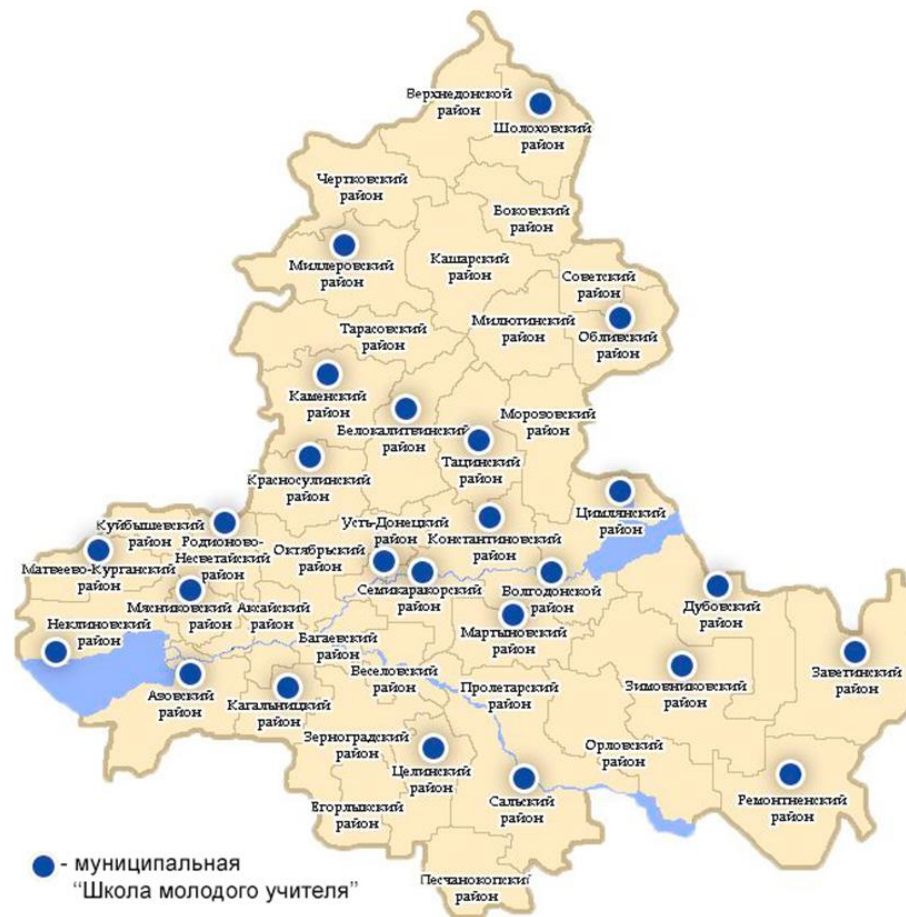 Верхнедонской
район
Шолоховский
район
Чертковский
район
Боковский
район
Миллеровский
район
Кашарский
район
Советский
район
Тарасовский
район
Милютинский
район
Обливский
район
Каменский
район
Белокалитвинский
район
Морозовский
район
Тацинский
район
Красносулинский
район
Цимлянский
район
Куйбышевский
район
Родионово-
Несветайский
район
Октябрьский
район
Усть-Донецкий
район
Константиновский
район
Матвеево-Курганский
район
Мясниковский
район
Аксайский
район
Семикаракорский
район
Волгодонской
район
Дубовский
район
Неклиновский
район
Багаевский
район
Мартыновский
район
Азовский
район
Кагальницкий
район
Веселовский
район
Пролетарский
район
Зимовниковский
район
Заветинский
район
Зерноградский
район
Целинский
район
Орловский
район
Егорлыкский
район
Сальский
район
Ремонтненский
район
Песчанокопский
район
- муниципальная
“Школа молодого учителя”